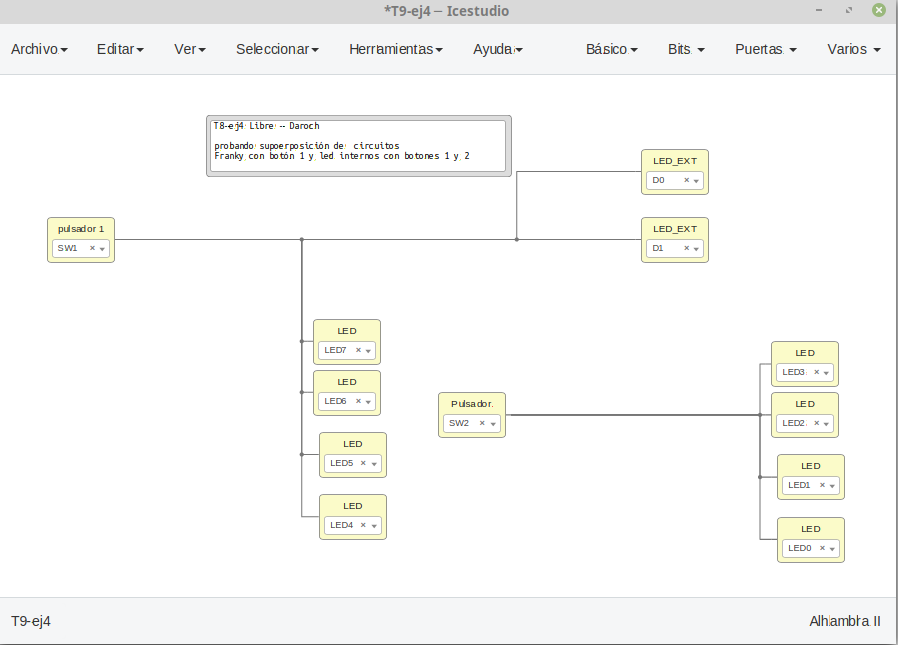 *T9-ej4 — Icestudio
Archivo Editar Ver Seleccionar Herramientas Ayuda Básico Bits Puertas Varios
T8-ej4 Libre -- Daroch
probando supoerposición de circuitos
Franky con botón 1 y led internos con botones 1 y 2
LED_EXT
D0
pulsador 1
SW1
LED_EXT
D1
LED
LED7
LED
LED6
LED
LED5
LED
LED4
Pulsador
SW2
LED
LED3
LED
LED2
LED
LED1
LED
LED0
T9-ej4 Alhambra II